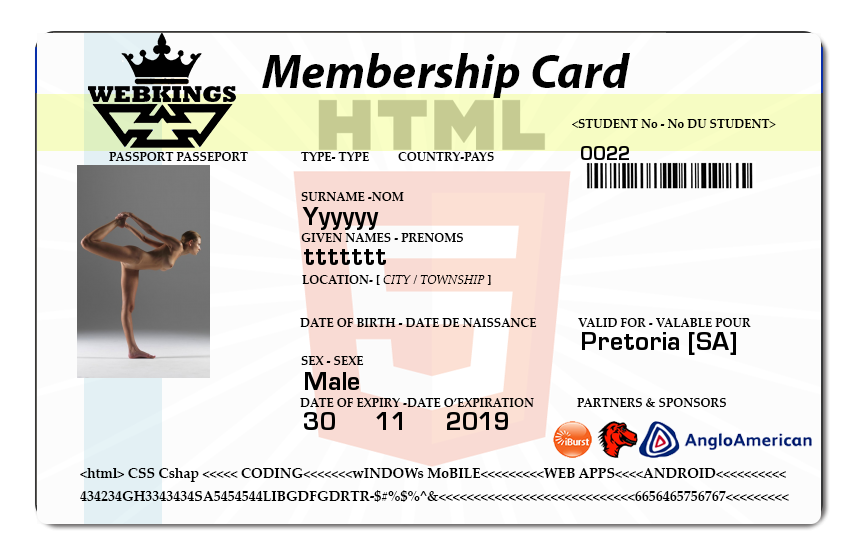 Membership Card
WEBKINGS
HTML
<STUDENT No - No DU STUDENT>
0022
PASSPORT PASSEPORT TYPE- TYPE COUNTRY-PAYS
SURNAME -NOM
Yyyyyy
GIVEN NAMES - PRENOMS
ttttttt
LOCATION- [ CITY / TOWNSHIP ]
DATE OF BIRTH - DATE DE NAISSANCE VALID FOR - VALABLE POUR
Pretoria [SA]
SEX - SEXE
Male
DATE OF EXPIRY -DATE O'EXPIRATION PARTNERS & SPONSORS
30 11 2019
iBurst AngloAmerican
<html> CSS Cshap <<<<< CODING<<<<<<<wINDOWs MoBILE<<<<<<<<<WEB APPS<<<<ANDROID<<<<<<<<<<
434234GH3343434SA5454544LIBGDFGDRTR-$#%$%^&<<<<<<<<<<<<<<<<<<<<<<<<<<<<6656465756767<<<<<<<<<